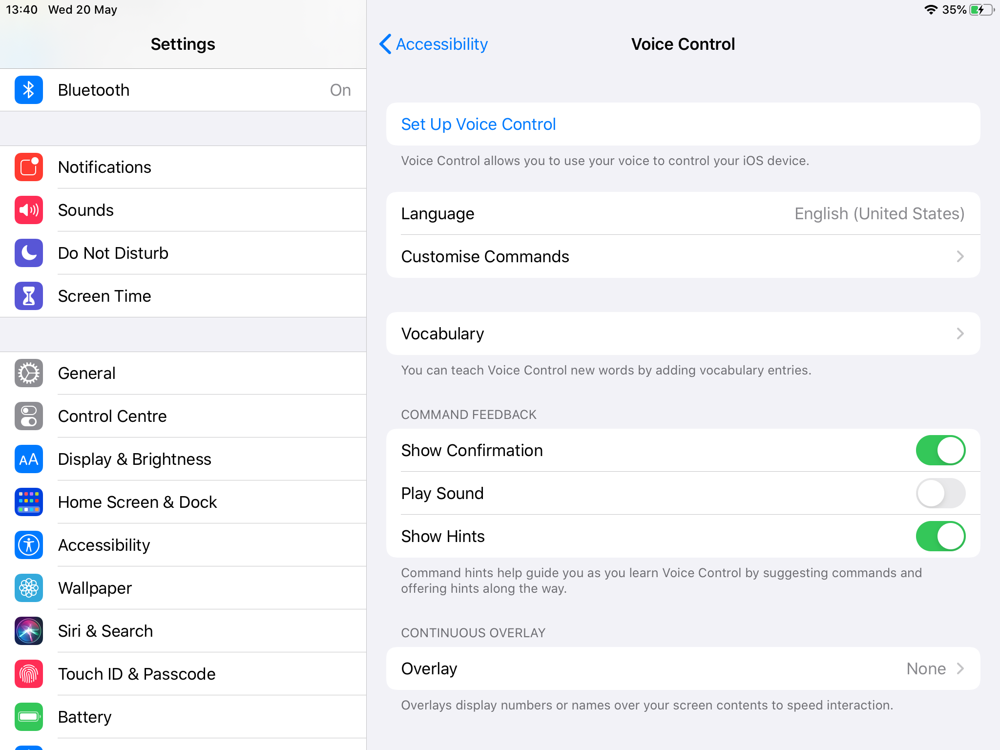 13:40 Wed 20 May
35%
Settings
Bluetooth On
Notifications
Sounds
Do Not Disturb
Screen Time
General
Control Centre
AA Display & Brightness
Home Screen & Dock
Accessibility
Wallpaper
Siri & Search
Touch ID & Passcode
Battery
Accessibility
Voice Control
Set Up Voice Control
Voice Control allows you to use your voice to control your iOS device.
Language English (United States)
Customise Commands
Vocabulary
You can teach Voice Control new words by adding vocabulary entries.
COMMAND FEEDBACK
Show Confirmation
Play Sound
Show Hints
Command hints help guide you as you learn Voice Control by suggesting commands and
offering hints along the way.
CONTINUOUS OVERLAY
Overlay None
Overlays display numbers or names over your screen contents to speed interaction.